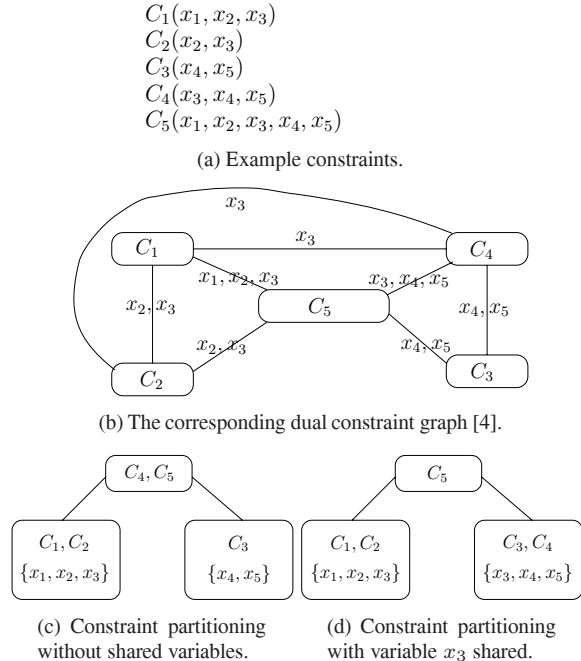 C₁(x₁, x₂, x₃)
C₂(x₂, x₃)
C₃(x₄, x₅)
C₄(x₃, x₄, x₅)
C₅(x₁, x₂, x₃, x₄, x₅)
(a) Example constraints.
x₃
C₁
x₃
C₄
x₁, x₂, x₃
x₃, x₄, x₅
x₂, x₃
C₅
x₄, x₅
x₂, x₃
x₄, x₅
C₂
C₃
(b) The corresponding dual constraint graph [4].
C₄, C₅
C₁, C₂
{x₁, x₂, x₃}
C₃
{x₄, x₅}
C₅
C₁, C₂
{x₁, x₂, x₃}
C₃, C₄
{x₃, x₄, x₅}
(c) Constraint partitioning
without shared variables.
(d) Constraint partitioning
with variable x₃ shared.